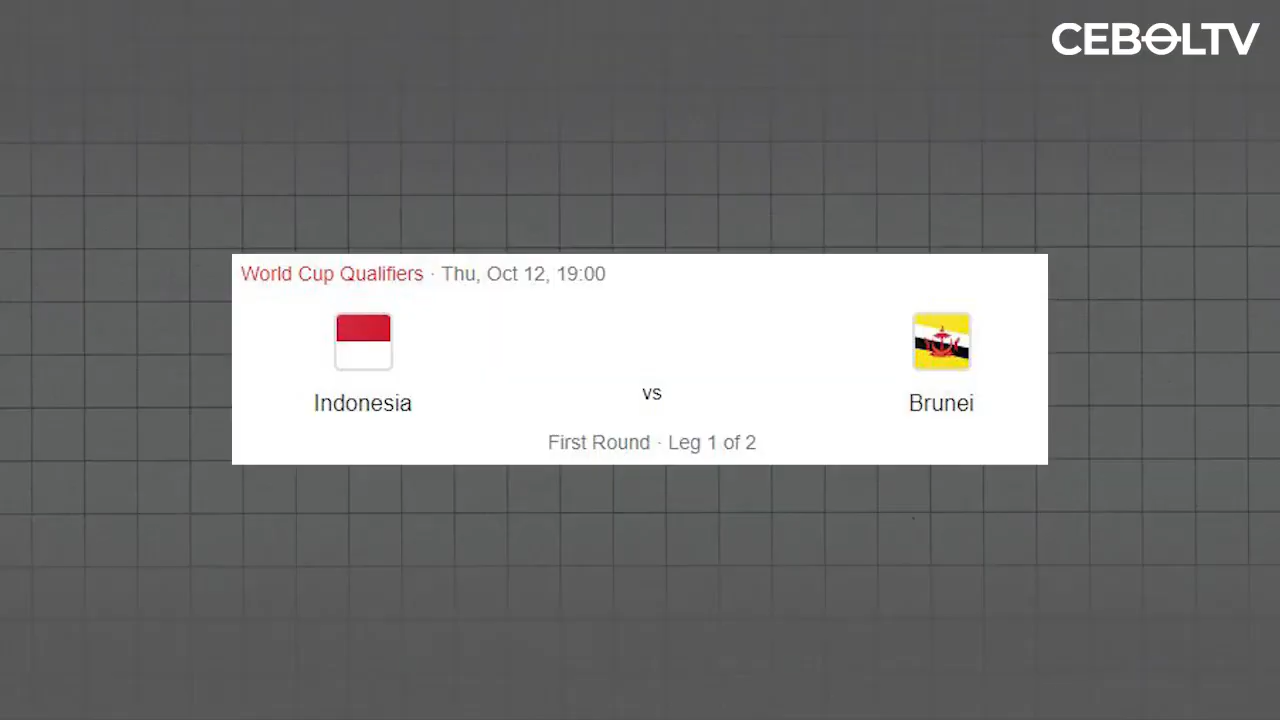 CEBOLTV
World Cup Qualifiers · Thu, Oct 12, 19:00
Indonesia
vs
Brunei
First Round · Leg 1 of 2